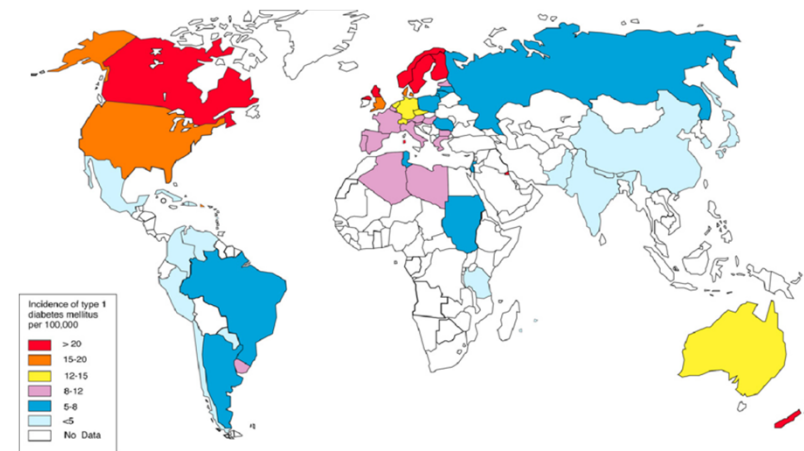 Incidence of type 1
diabetes mellitus
per 100,000
> 20
15-20
12-15
8-12
5-8
<5
No Data